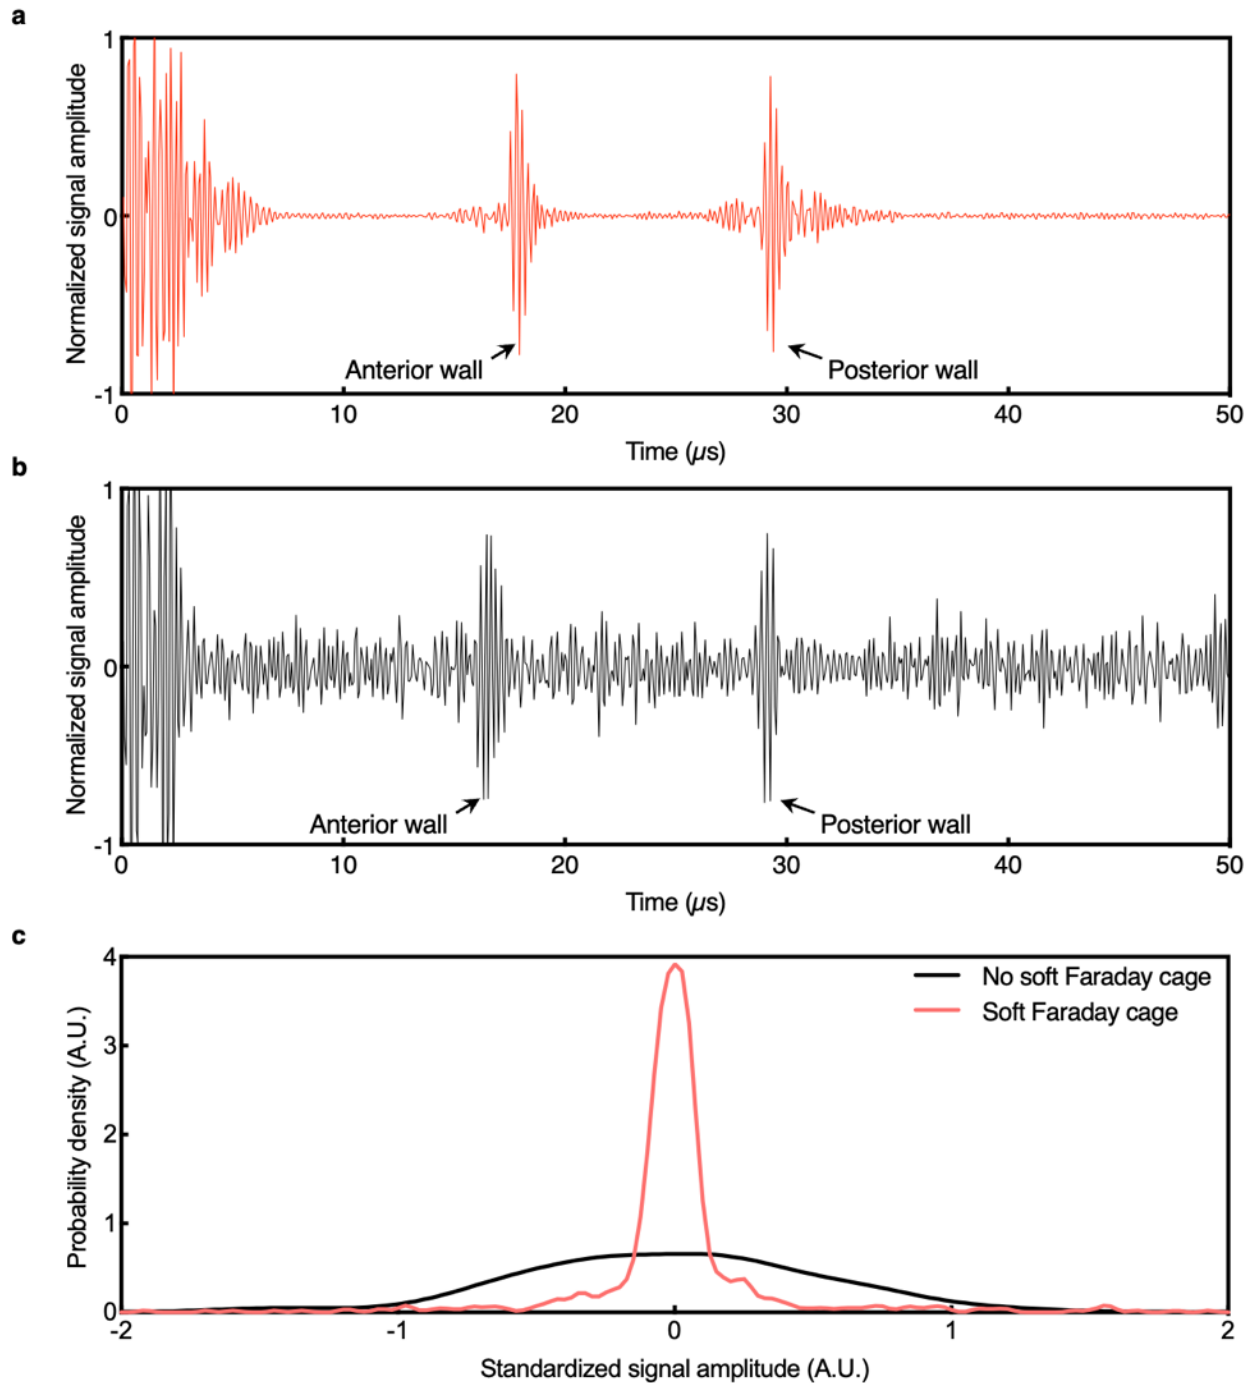 a
Normalized signal amplitude
1
0
-1
Anterior wall
Posterior wall
0 10 20 30 40 50
Time (µs)
b
Normalized signal amplitude
1
0
-1
Anterior wall
Posterior wall
0 10 20 30 40 50
Time (µs)
c
Probability density (A.U.)
4
3
2
1
0
No soft Faraday cage
Soft Faraday cage
-2 -1 0 1 2
Standardized signal amplitude (A.U.)